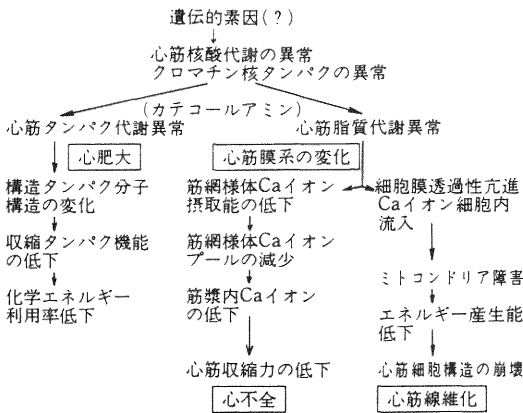 遺伝的素因(?)
心筋核酸代謝の異常
クロマチン核タンパクの異常
(カテコールアミン)
心筋タンパク代謝異常
心肥大
構造タンパク分子
構造の変化
収縮タンパク機能
の低下
化学エネルギー
利用率低下
心筋脂質代謝異常
心筋膜系の変化
筋網様体Caイオン
摂取能の低下
筋網様体Caイオン
プールの減少
筋漿内Caイオン
の低下
心筋収縮力の低下
心不全
細胞膜透過性亢進
Caイオン細胞内
流入
ミトコンドリア障害
エネルギー産生能
低下
心筋細胞構造の崩壊
心筋線維化